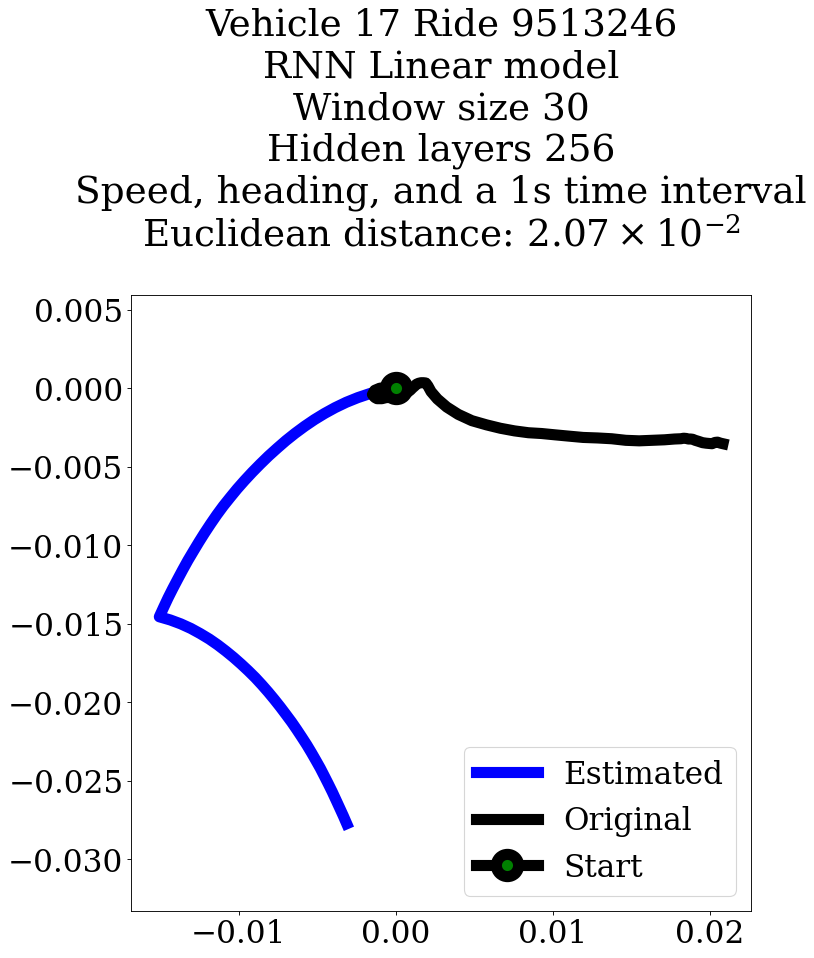 Vehicle 17 Ride 9513246
RNN Linear model
Window size 30
Hidden layers 256
Speed, heading, and a 1s time interval
Euclidean distance: 2.07 × 10⁻²
0.005
0.000
−0.005
−0.010
−0.015
−0.020
−0.025
−0.030
Estimated
Original
Start
−0.01 0.00 0.01 0.02